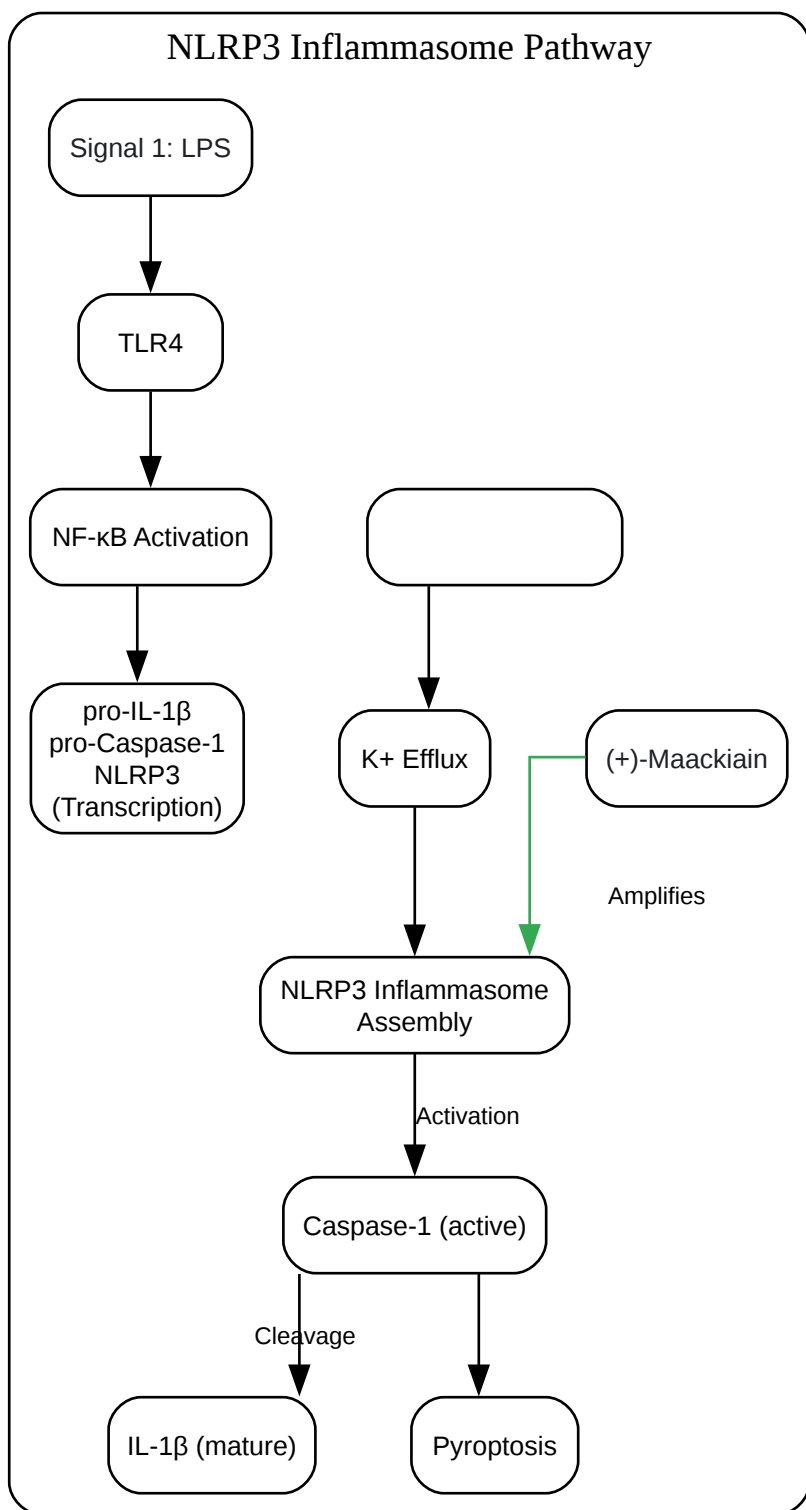 NLRP3 Inflammasome Pathway
Signal 1: LPS
TLR4
NF-κB Activation
pro-IL-1β
pro-Caspase-1
NLRP3
(Transcription)
K+ Efflux
(+)-Maackiain
Amplifies
NLRP3 Inflammasome
Assembly
Activation
Caspase-1 (active)
Cleavage
IL-1β (mature)
Pyroptosis